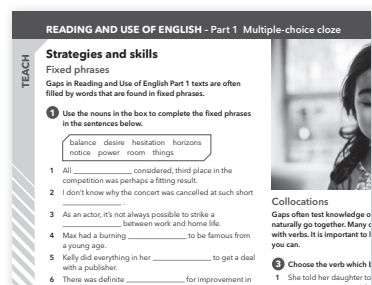 READING AND USE OF ENGLISH – Part 1 Multiple-choice cloze
TEACH
Strategies and skills
Fixed phrases
Gaps in Reading and Use of English Part 1 texts are often
filled by words that are found in fixed phrases.
1 Use the nouns in the box to complete the fixed phrases
in the sentences below.
balance desire hesitation horizons
notice power room things
1 All ____________ considered, third place in the
competition was perhaps a fitting result.
2 I don't know why the concert was cancelled at such short
____________ .
3 As an actor, it's not always possible to strike a
____________ between work and home life.
4 Max had a burning ____________ to be famous from
a young age.
5 Kelly did everything in her ____________ to get a deal
with a publisher.
6 There was definite ____________ for improvement in
Collocations
Gaps often test knowledge
naturally go together. Many
with verbs. It is important to
you can.
3 Choose the verb which
1 She told her daughter to